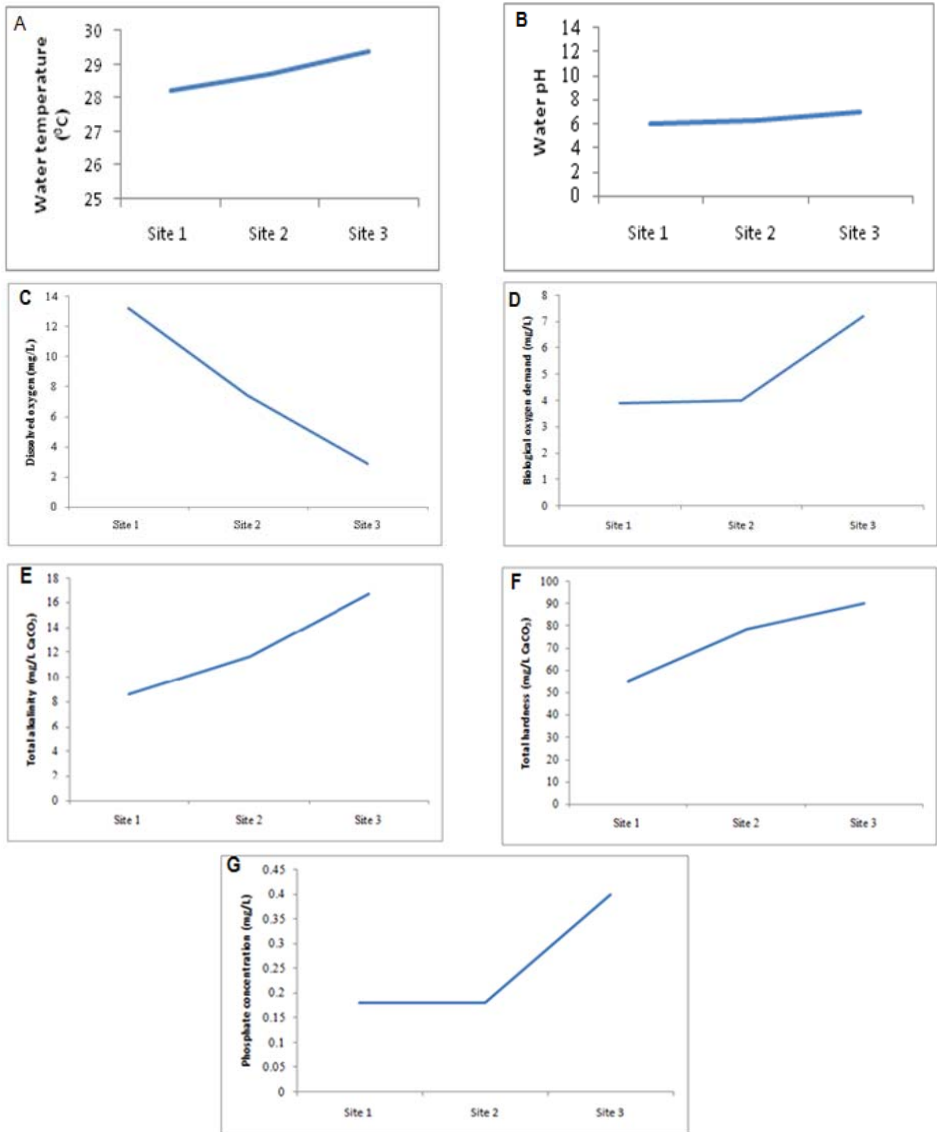 A
Water temperature
(⁰C)
30
29
28
27
26
25
Site 1 Site 2 Site 3
B
Water pH
14
12
10
8
6
4
2
0
Site 1 Site 2 Site 3
C
Dissolved oxygen (mg/L)
14
12
10
8
6
4
2
0
Site 1 Site 2 Site 3
D
Biological oxygen demand (mg/L)
8
7
6
5
4
3
2
1
0
Site 1 Site 2 Site 3
E
Total alkalinity (mg/L CaCO₃)
18
16
14
12
10
8
6
4
2
0
Site 1 Site 2 Site 3
F
Total hardness (mg/L CaCO₃)
100
90
80
70
60
50
40
30
20
10
0
Site 1 Site 2 Site 3
G
Phosphate concentration (mg/L)
0.45
0.4
0.35
0.3
0.25
0.2
0.15
0.1
0.05
0
Site 1 Site 2 Site 3